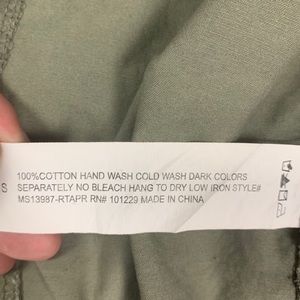 100%COTTON HAND WASH COLD WASH DARK COLORS
S SEPARATELY NO BLEACH HANG TO DRY LOW IRON STYLE#
MS13987-RTAPR RN# 101229 MADE IN CHINA